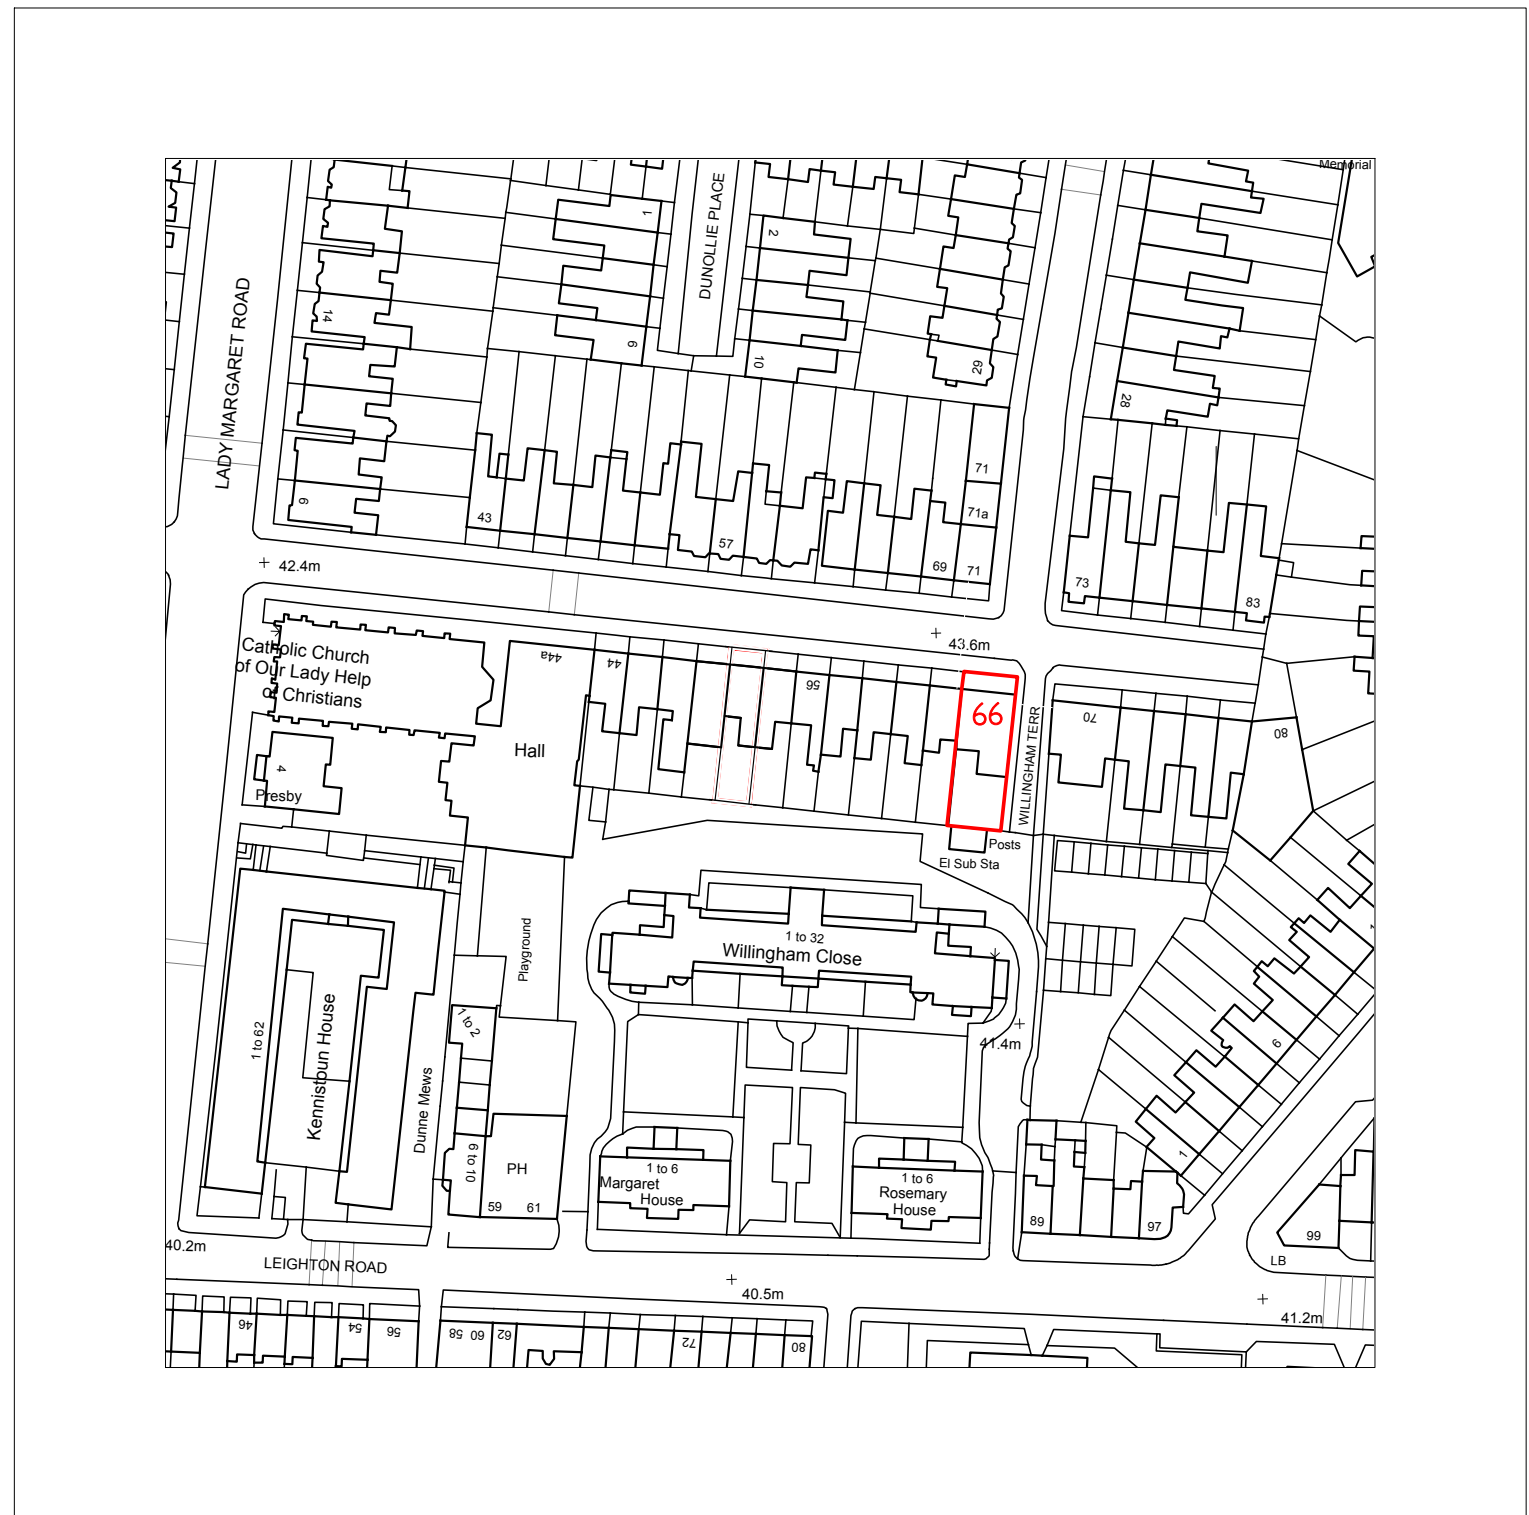 Memorial
DUNOLLIE PLACE
1
2
LADY MARGARET ROAD
14
6
10
29
28
6
43
57
71
71a
69
71
73
83
42.4m
43.6m
Catholic Church
of Our Lady Help
of Christians
44a
44
56
66
70
80
Hall
WILLINGHAM TERR
4
Presby
Posts
El Sub Sta
1 to 32
Willingham Close
Playground
1 to 62
Kennistoun House
1 to 2
Dunne Mews
41.4m
6
6 to 10
PH
59
61
1 to 6
Margaret
House
1 to 6
Rosemary
House
1
89
97
99
40.2m
LEIGHTON ROAD
LB
40.5m
41.2m
46
54
56
58
60
62
72
80